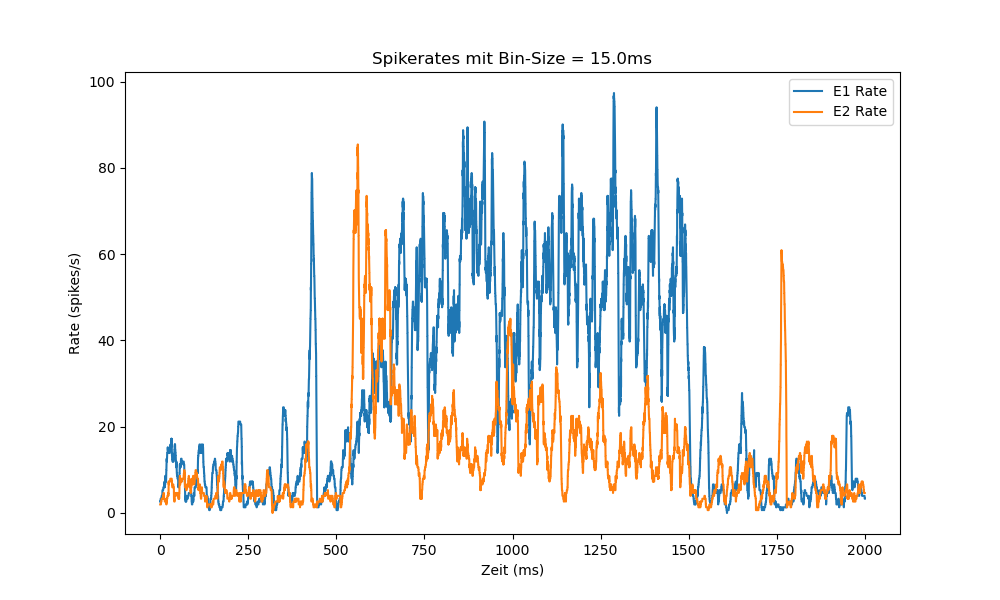 Spikerates mit Bin-Size = 15.0ms
E1 Rate
E2 Rate
Rate (spikes/s)
100
80
60
40
20
0
0 250 500 750 1000 1250 1500 1750 2000
Zeit (ms)